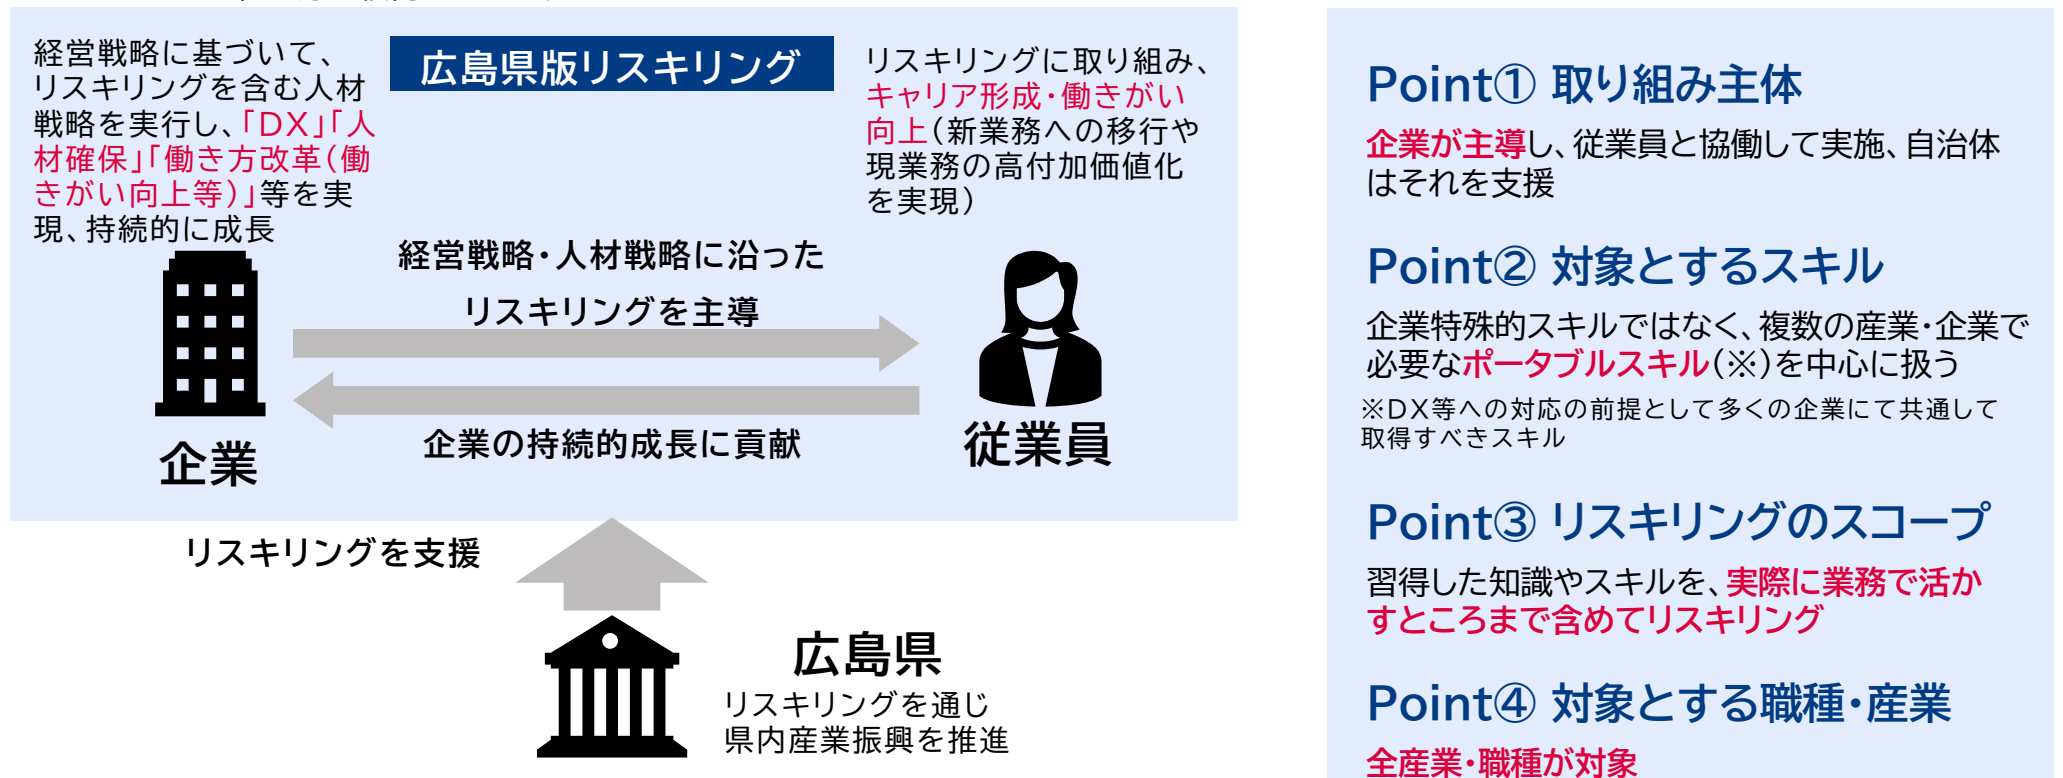 経営戦略に基づいて、
リスキリングを含む人材
戦略を実行し、「DX」「人
材確保」「働き方改革(働
きがい向上等)」等を実
現、持続的に成長
広島県版リスキリング
リスキリングに取り組み、
キャリア形成・働きがい
向上(新業務への移行や
現業務の高付加価値化
を実現)
経営戦略・人材戦略に沿った
リスキリングを主導
企業の持続的成長に貢献
企業
従業員
リスキリングを支援
広島県
リスキリングを通じ
県内産業振興を推進
Point① 取り組み主体
企業が主導し、従業員と協働して実施、自治体
はそれを支援
Point② 対象とするスキル
企業特殊的スキルではなく、複数の産業・企業で
必要なポータブルスキル(※)を中心に扱う
※DX等への対応の前提として多くの企業にて共通して
取得すべきスキル
Point③ リスキリングのスコープ
習得した知識やスキルを、実際に業務で活か
すところまで含めてリスキリング
Point④ 対象とする職種・産業
全産業・職種が対象